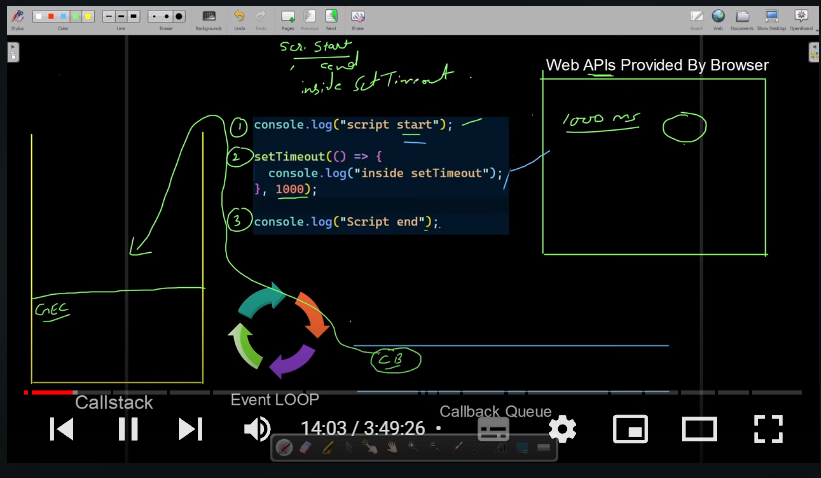 Stylus
Color
Line
Eraser
Backgrounds
Undo
Redo
Pages
Previous
Next
Erase
Board
Web
Documents
Show Desktop
OpenBoard
Scr. Start
, end
inside SetTimeout .
Web APIs Provided By Browser
1000 ms
① console.log("script start");
② setTimeout(() => {
console.log("inside setTimeout");
}, 1000);
③ console.log("Script end");
GEC
CB
Callstack
Event LOOP
Callback Queue
14:03 / 3:49:26 •